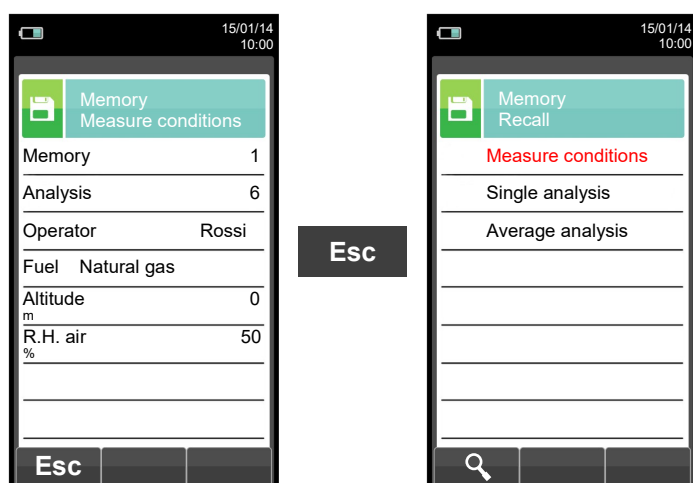 15/01/14
10:00
Memory
Measure conditions
Memory 1
Analysis 6
Operator Rossi
Fuel Natural gas
Altitude 0
m
R.H. air 50
%
Esc
Esc
15/01/14
10:00
Memory
Recall
Measure conditions
Single analysis
Average analysis